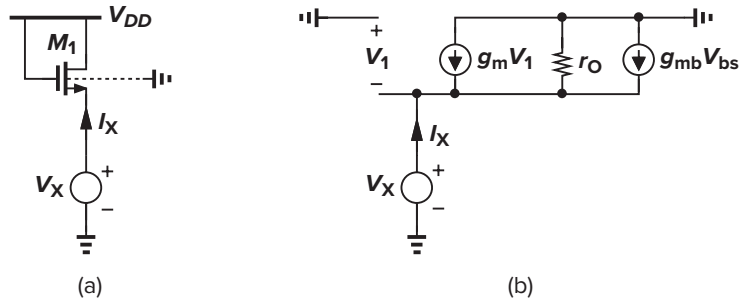 V_DD
M_1
I_X
V_X
+
−
(a)
+
V_1
−
g_mV_1
r_O
g_mbV_bs
I_X
V_X
+
−
(b)